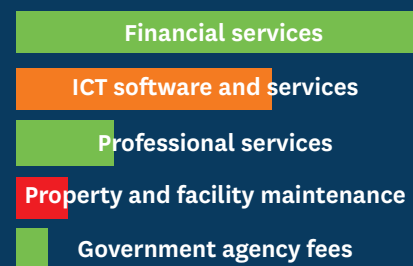 Financial services
ICT software and services
Professional services
Property and facility maintenance
Government agency fees